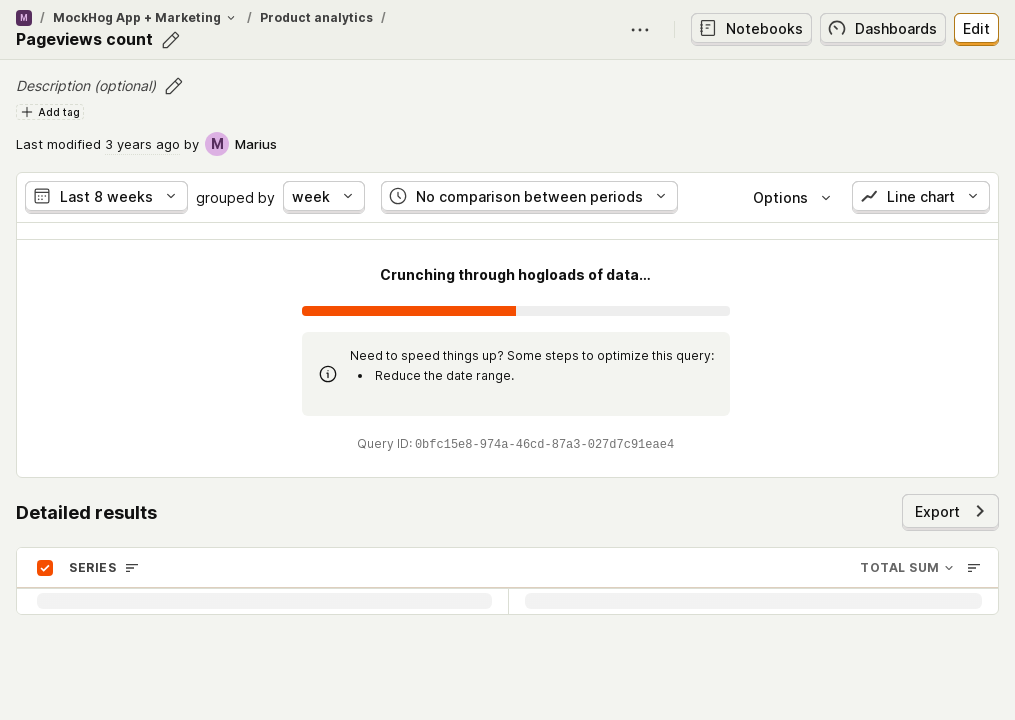 M / MockHog App + Marketing / Product analytics /
Pageviews count
Notebooks
Dashboards
Edit
Description (optional)
Add tag
Last modified 3 years ago by M Marius
Last 8 weeks grouped by week No comparison between periods Options Line chart
Crunching through hogloads of data...
Need to speed things up? Some steps to optimize this query:
• Reduce the date range.
Query ID: 0bfc15e8-974a-46cd-87a3-027d7c91eae4
Detailed results
Export
SERIES TOTAL SUM